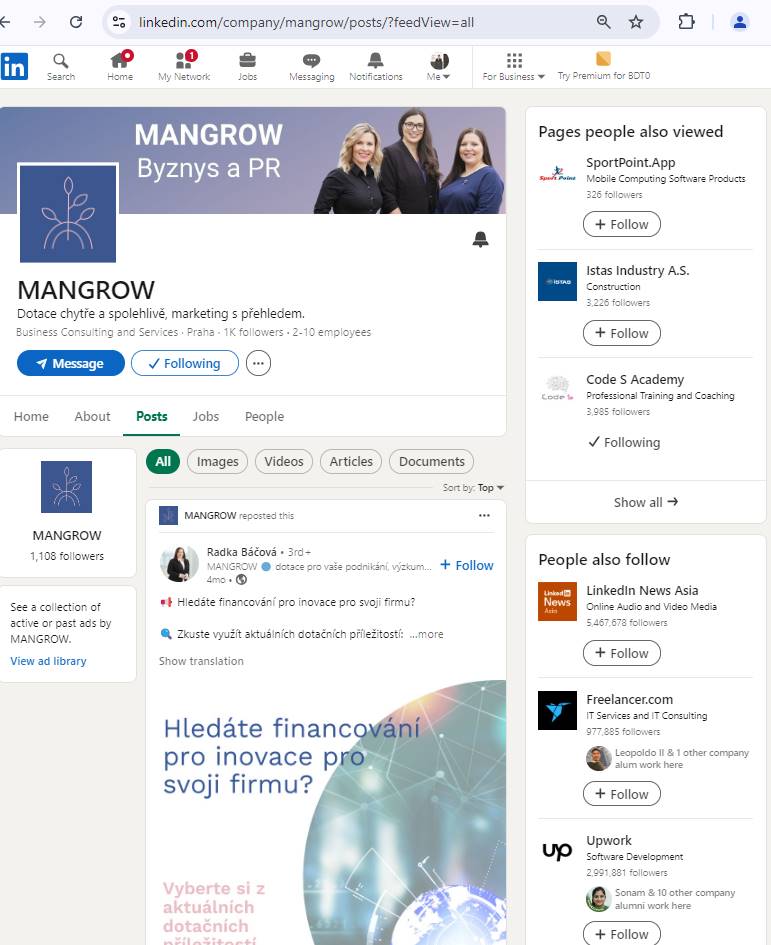 linkedin.com/company/mangrow/posts/?feedView=all
in
Search
Home
1
My Network
Jobs
Messaging
Notifications
Me
For Business
Try Premium for BDT0
MANGROW
Byznys a PR
MANGROW
Dotace chytře a spolehlivě, marketing s přehledem.
Business Consulting and Services · Praha · 1K followers · 2-10 employees
Message
Following
Home
About
Posts
Jobs
People
MANGROW
1,108 followers
See a collection of
active or past ads by
MANGROW.
View ad library
All
Images
Videos
Articles
Documents
Sort by: Top
MANGROW reposted this
Radka Báčová • 3rd+
MANGROW 🔵 dotace pro vaše podnikání, výzkum...
4mo •
+ Follow
📢 Hledáte financování pro inovace pro svoji firmu?
🔍 Zkuste využít aktuálních dotačních příležitostí: ...more
Show translation
Hledáte financování
pro inovace pro
svoji firmu?
Vyberte si z
aktuálních
dotačních
příležitostí
Pages people also viewed
Sport Point
SportPoint.App
Mobile Computing Software Products
326 followers
+ Follow
ISTAS
Istas Industry A.S.
Construction
3,226 followers
+ Follow
Code S
Code S Academy
Professional Training and Coaching
3,985 followers
Following
Show all →
People also follow
Linked in
News
Asia
LinkedIn News Asia
Online Audio and Video Media
5,467,678 followers
+ Follow
Freelancer.com
IT Services and IT Consulting
977,885 followers
Leopoldo II & 1 other company
alum work here
+ Follow
up
Upwork
Software Development
2,991,881 followers
Sonam & 10 other company
alumni work here
+ Follow